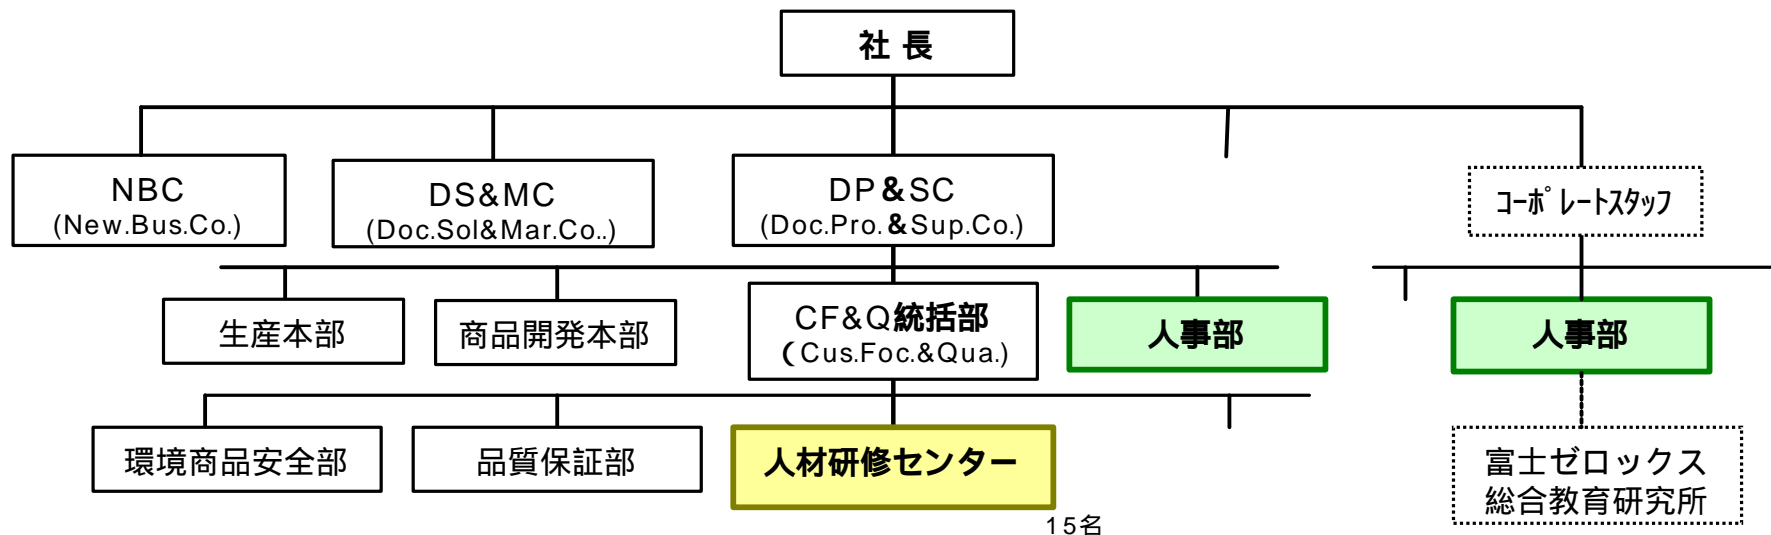 社 長
NBC
(New.Bus.Co.)
DS&MC
(Doc.Sol&Mar.Co..)
DP&SC
(Doc.Pro.&Sup.Co.)
ｺｰﾎﾟﾚｰﾄｽﾀｯﾌ
生産本部
商品開発本部
CF&Q統括部
(Cus.Foc.&Qua.)
人事部
人事部
環境商品安全部
品質保証部
人材研修センター
15名
富士ゼロックス
総合教育研究所